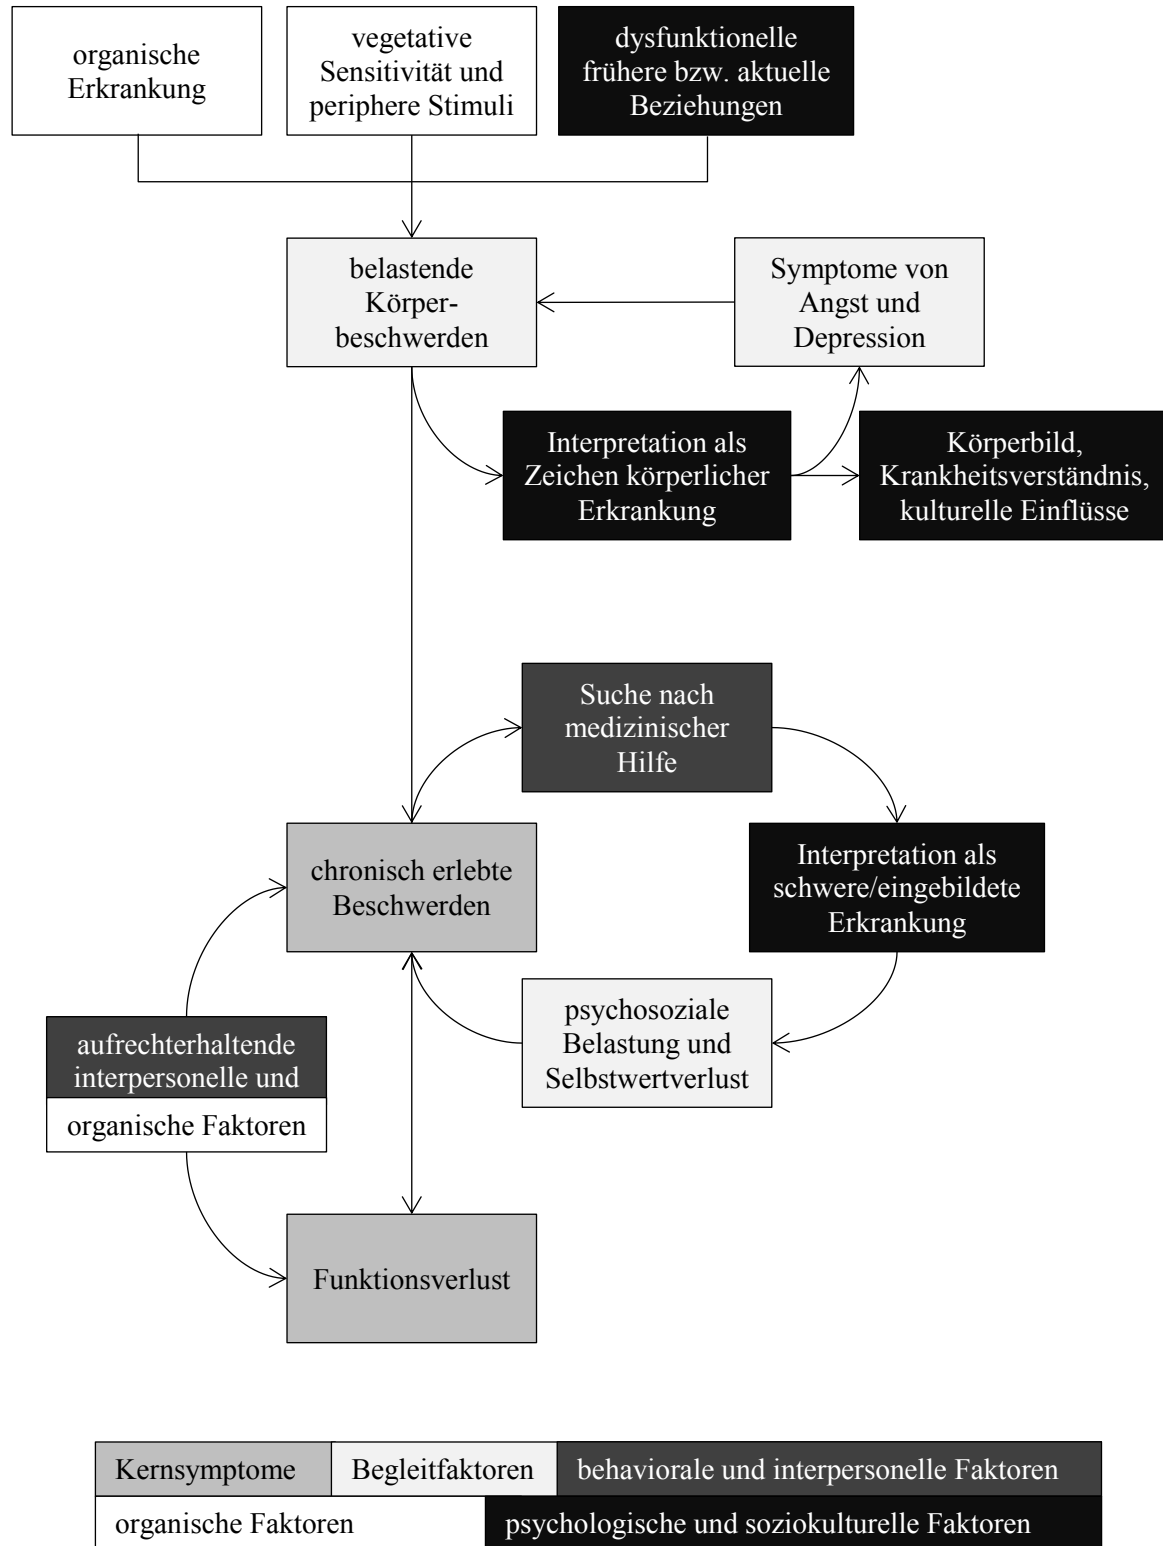 organische
Erkrankung
vegetative
Sensitivität und
periphere Stimuli
dysfunktionelle
frühere bzw. aktuelle
Beziehungen
belastende
Körper-
beschwerden
Symptome von
Angst und
Depression
Interpretation als
Zeichen körperlicher
Erkrankung
Körperbild,
Krankheitsverständnis,
kulturelle Einflüsse
Suche nach
medizinischer
Hilfe
chronisch erlebte
Beschwerden
Interpretation als
schwere/eingebildete
Erkrankung
psychosoziale
Belastung und
Selbstwertverlust
aufrechterhaltende
interpersonelle und
organische Faktoren
Funktionsverlust
Kernsymptome
Begleitfaktoren
behaviorale und interpersonelle Faktoren
organische Faktoren
psychologische und soziokulturelle Faktoren